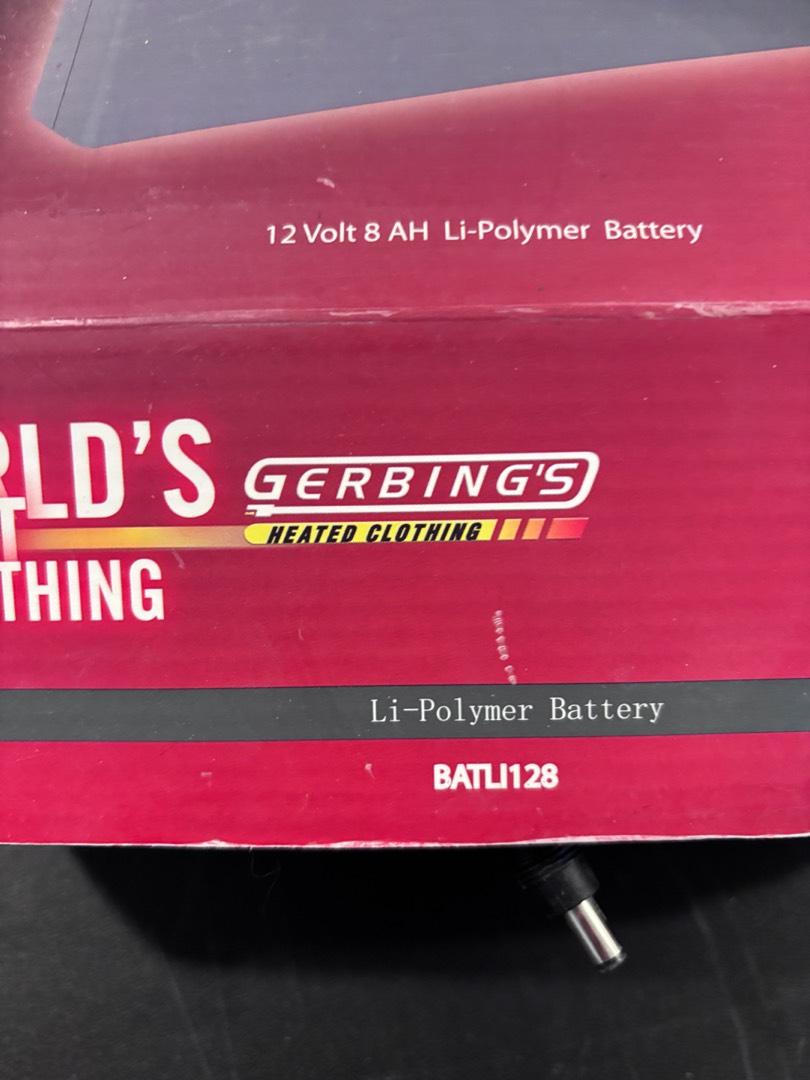 12 Volt 8 AH Li-Polymer Battery
RLD'S
T
THING
GERBING'S
HEATED CLOTHING
Li-Polymer Battery
BATLI128